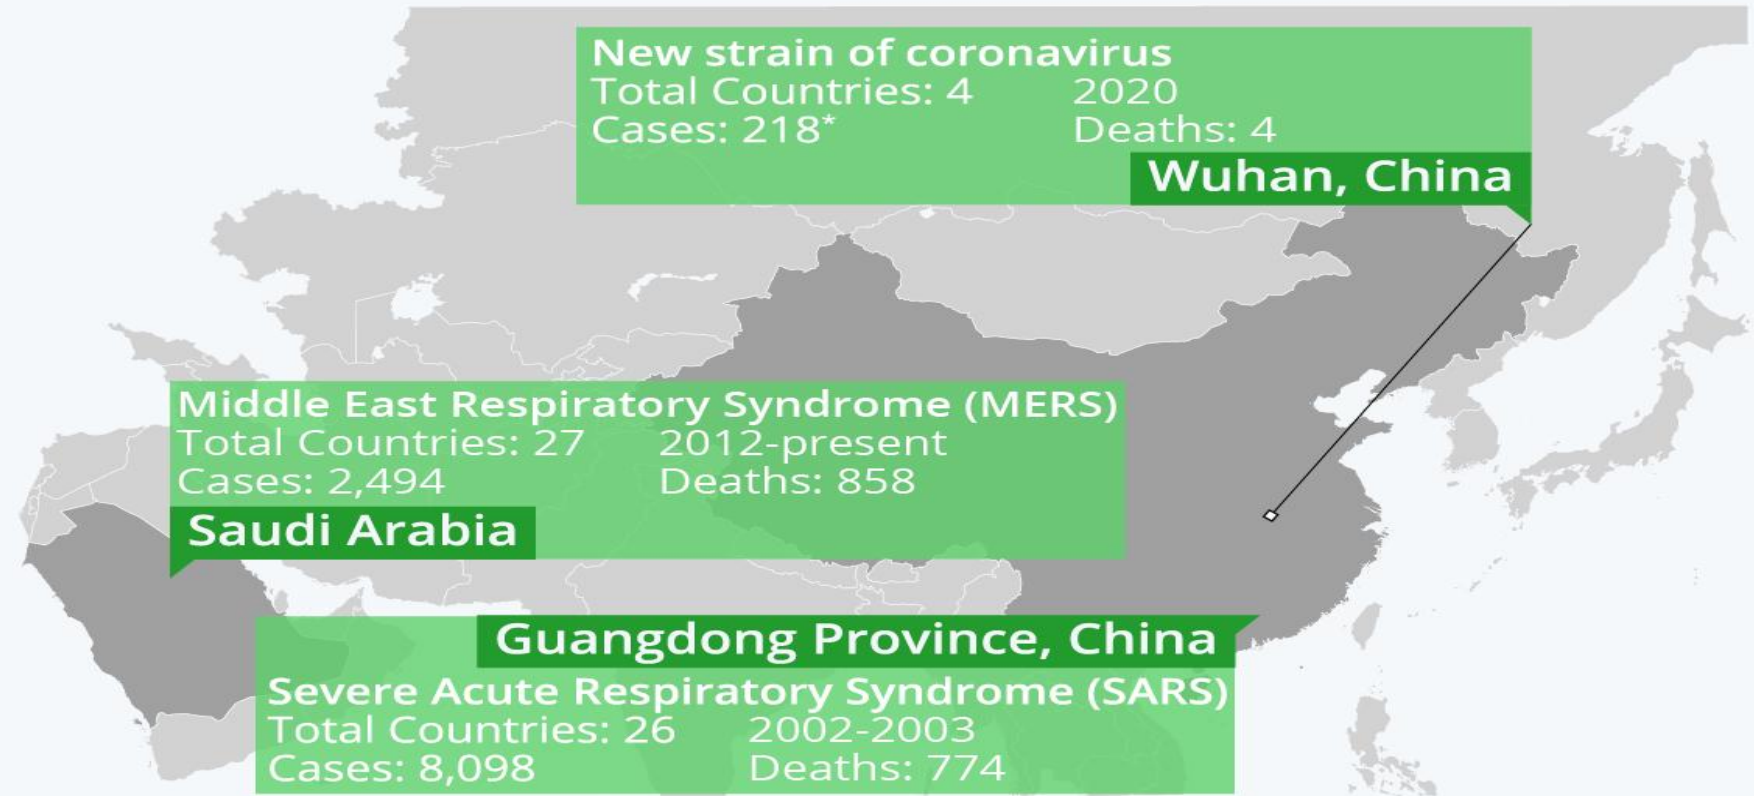 New strain of coronavirus
Total Countries: 4 2020
Cases: 218* Deaths: 4
Wuhan, China
Middle East Respiratory Syndrome (MERS)
Total Countries: 27 2012-present
Cases: 2,494 Deaths: 858
Saudi Arabia
Guangdong Province, China
Severe Acute Respiratory Syndrome (SARS)
Total Countries: 26 2002-2003
Cases: 8,098 Deaths: 774